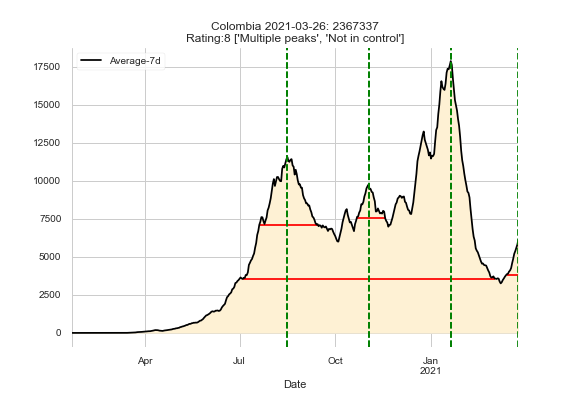 Colombia 2021-03-26: 2367337
Rating:8 ['Multiple peaks', 'Not in control']
Average-7d
17500
15000
12500
10000
7500
5000
2500
0
Apr
Jul
Oct
Jan
2021
Date